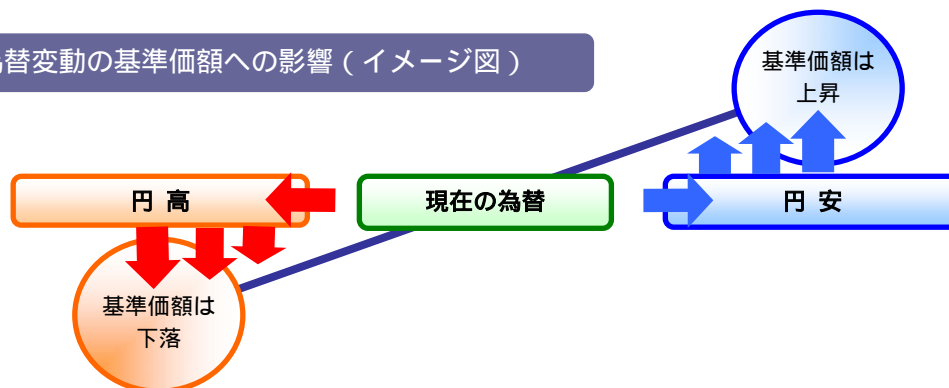 替変動の基準価額への影響（イメージ図）
基準価額は
上昇
円 高
現在の為替
円 安
基準価額は
下落